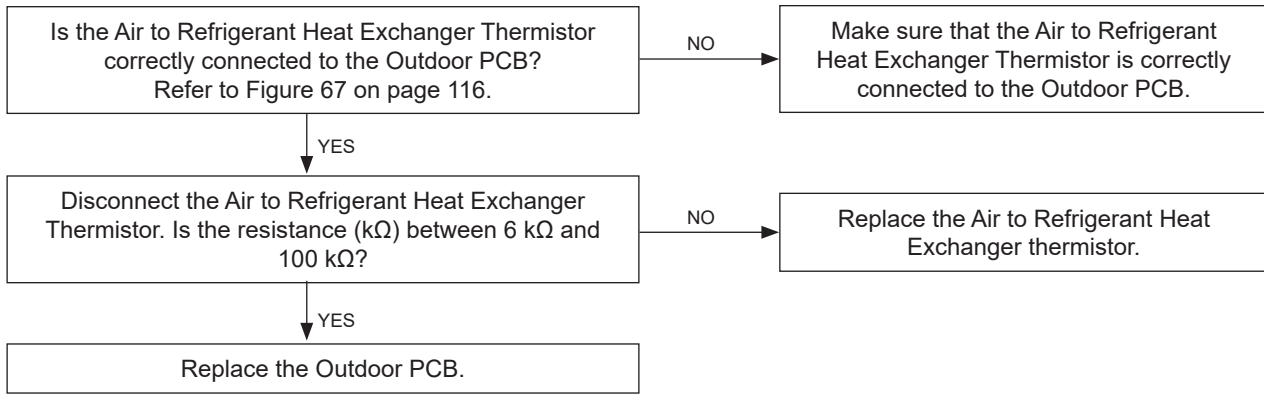 Is the Air to Refrigerant Heat Exchanger Thermistor
correctly connected to the Outdoor PCB?
Refer to Figure 67 on page 116.
NO
Make sure that the Air to Refrigerant
Heat Exchanger Thermistor is correctly
connected to the Outdoor PCB.
YES
Disconnect the Air to Refrigerant Heat Exchanger
Thermistor. Is the resistance (kΩ) between 6 kΩ and
100 kΩ?
NO
Replace the Air to Refrigerant Heat
Exchanger thermistor.
YES
Replace the Outdoor PCB.